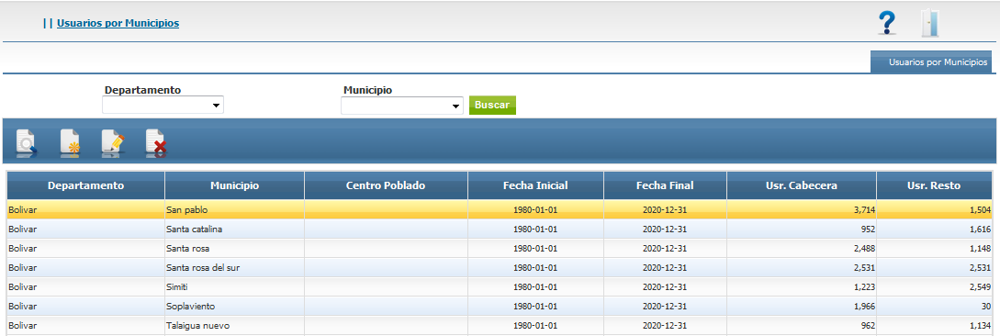 || Usuarios por Municipios
Usuarios por Municipios
Departamento Municipio
Buscar
Departamento Municipio Centro Poblado Fecha Inicial Fecha Final Usr. Cabecera Usr. Resto
Bolivar San pablo 1980-01-01 2020-12-31 3,714 1,504
Bolivar Santa catalina 1980-01-01 2020-12-31 952 1,616
Bolivar Santa rosa 1980-01-01 2020-12-31 2,488 1,148
Bolivar Santa rosa del sur 1980-01-01 2020-12-31 2,531 2,531
Bolivar Simití 1980-01-01 2020-12-31 1,223 2,549
Bolivar Soplaviento 1980-01-01 2020-12-31 1,966 30
Bolivar Talaigua nuevo 1980-01-01 2020-12-31 962 1,134